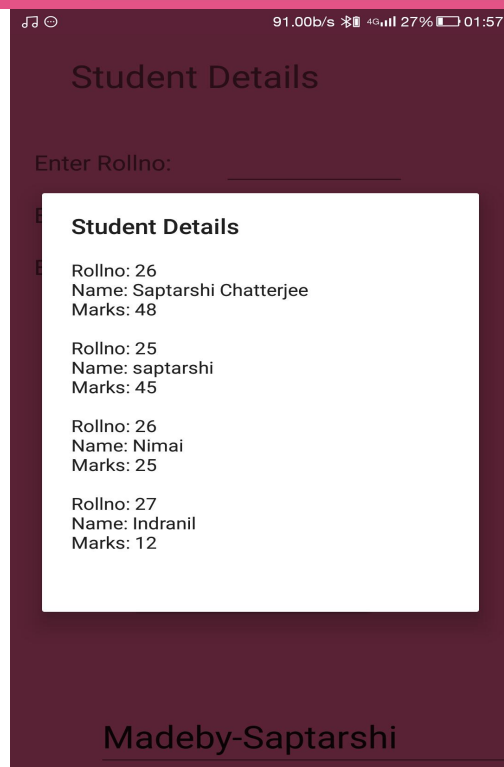 91.00b/s 4G 27% 01:57
Student Details
Enter Rollno:
E
E
Student Details
Rollno: 26
Name: Saptarshi Chatterjee
Marks: 48
Rollno: 25
Name: saptarshi
Marks: 45
Rollno: 26
Name: Nimai
Marks: 25
Rollno: 27
Name: Indranil
Marks: 12
Madeby-Saptarshi